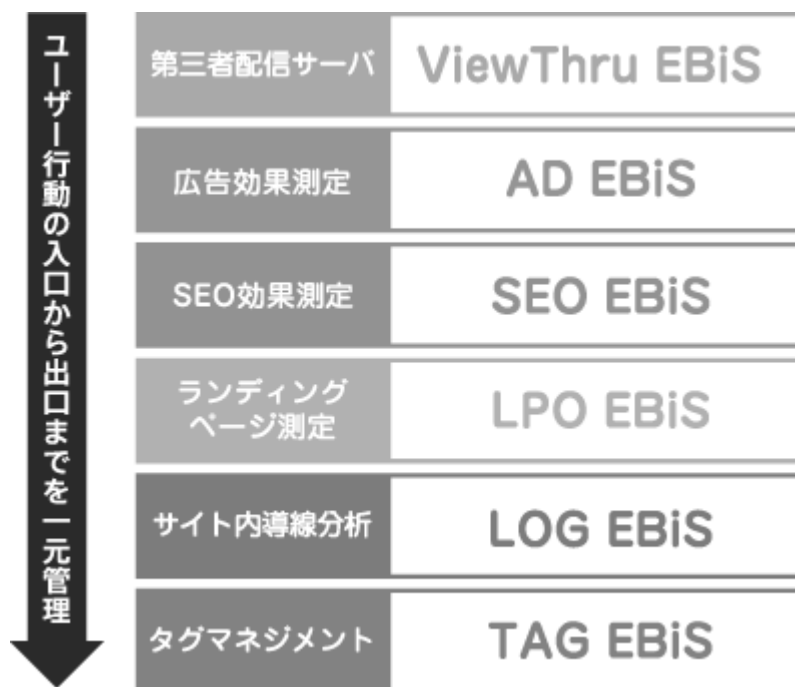 ユーザー行動の入口から出口までを一元管理
第三者配信サーバ
ViewThru EBiS
広告効果測定
AD EBiS
SEO効果測定
SEO EBiS
ランディング
ページ測定
LPO EBiS
サイト内導線分析
LOG EBiS
タグマネジメント
TAG EBiS